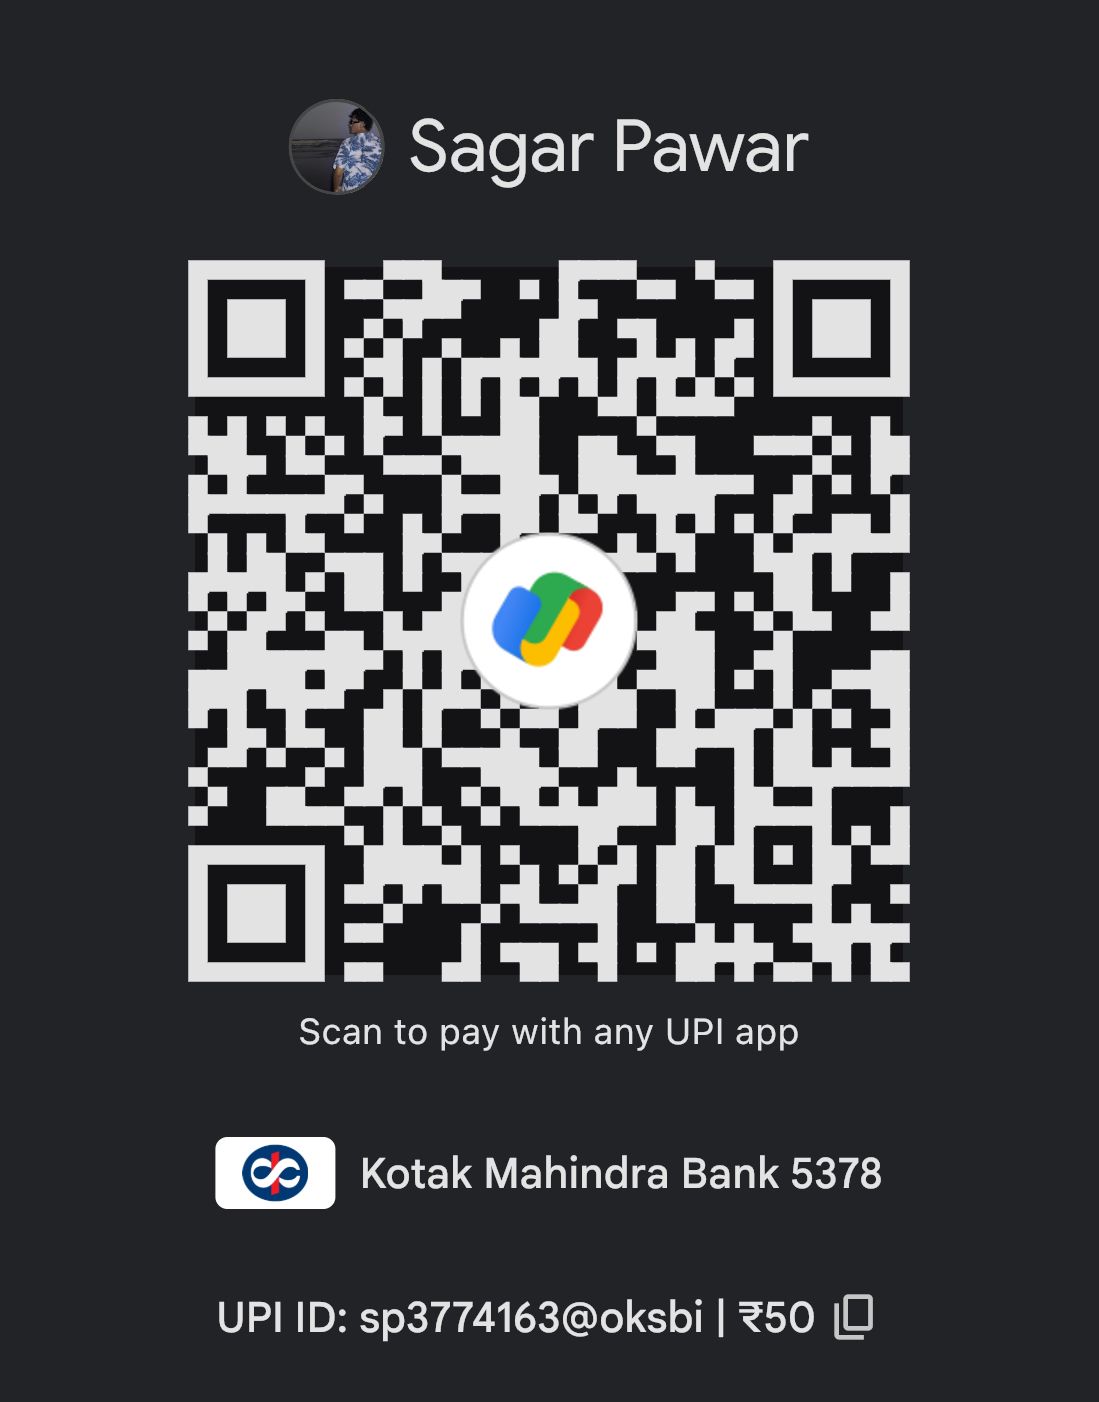 Sagar Pawar
Scan to pay with any UPI app
Kotak Mahindra Bank 5378
UPI ID: sp3774163@oksbi | ₹50